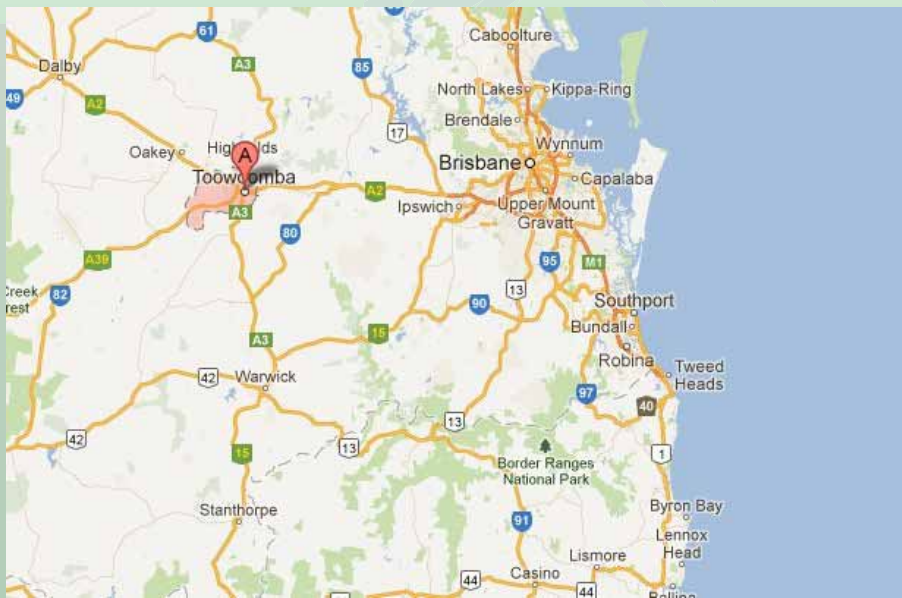 61
Caboolture
A3
85
Dalby
North Lakes
Kippa-Ring
49
A2
Brendale
17
Wynnum
Oakey
A
Brisbane
Toowoomba
Capalaba
A2
Ipswich
Upper Mount
Gravatt
A3
80
A39
95
M1
Creek
13
82
90
Southport
15
Bundall
A3
Robina
Tweed
Heads
42
Warwick
97
40
13
42
13
1
15
Border Ranges
National Park
Byron Bay
Stanthorpe
91
Lennox
Head
Lismore
44
Casino
44